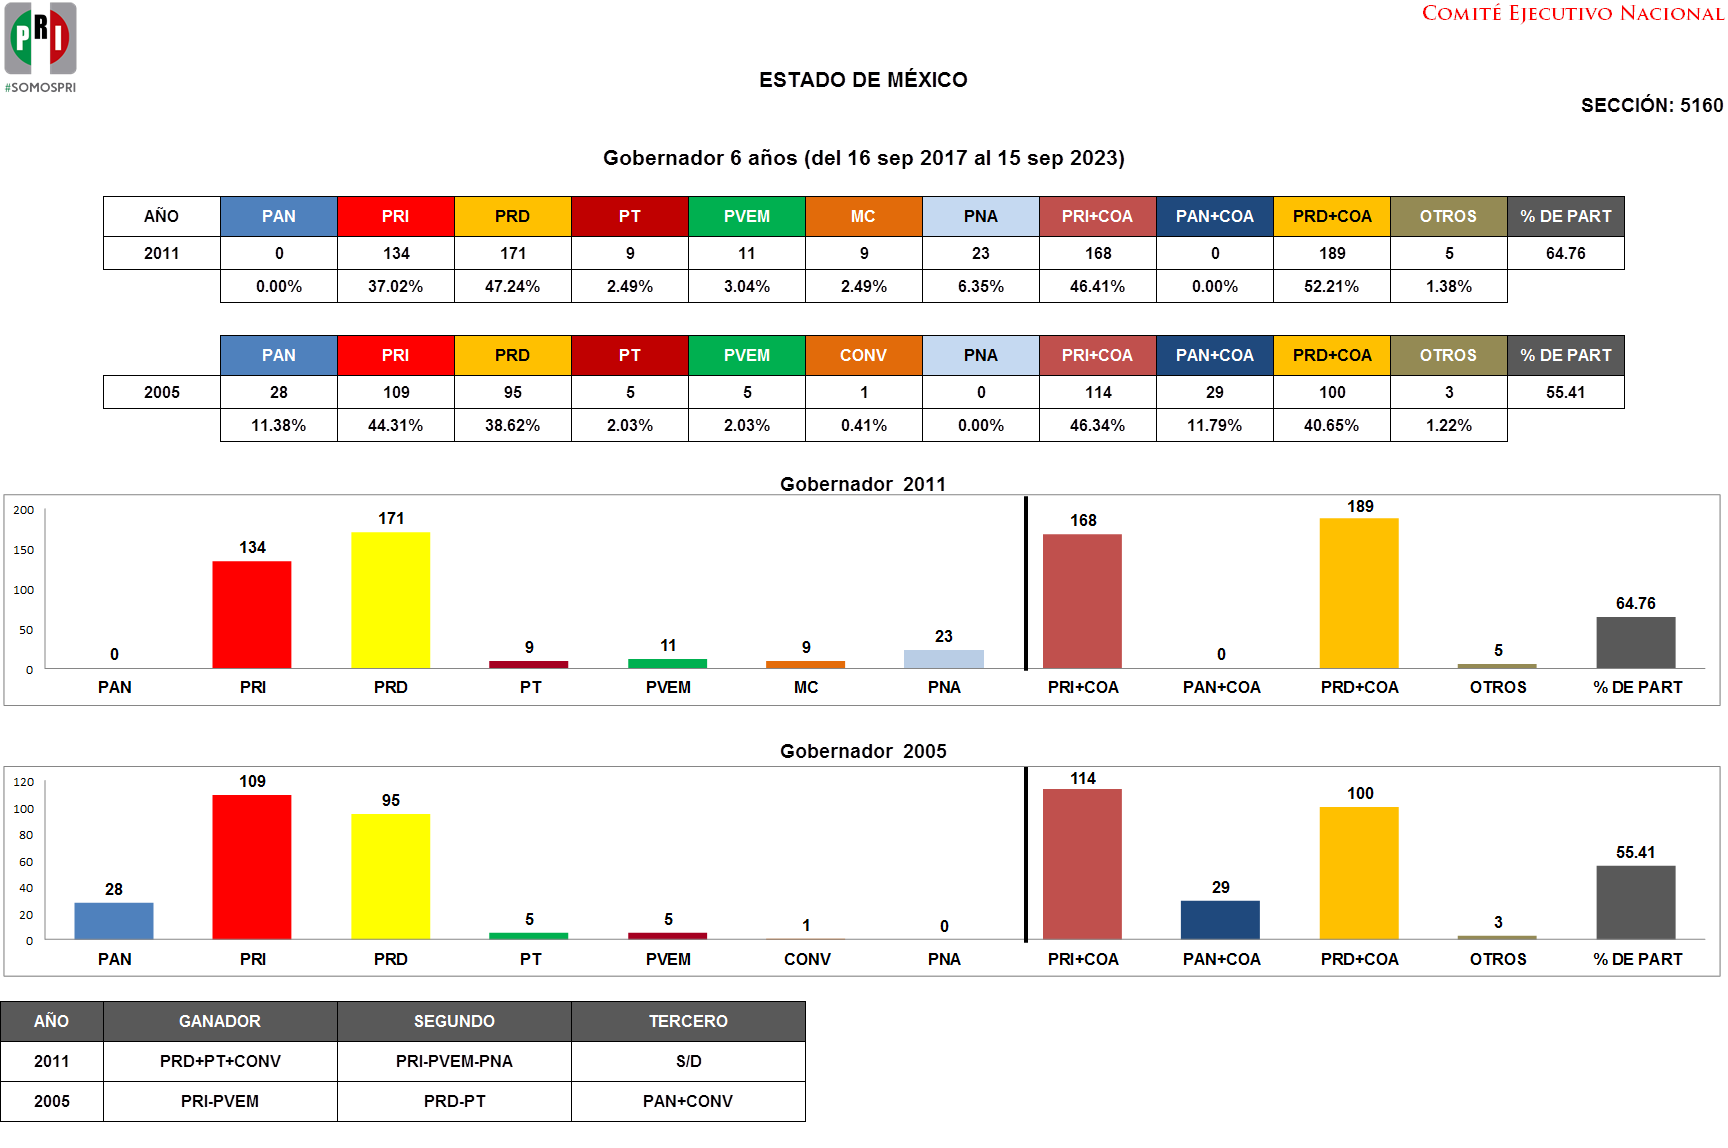 PRI
#SOMOSPRI
COMITÉ EJECUTIVO NACIONAL
ESTADO DE MÉXICO
SECCIÓN: 5160
Gobernador 6 años (del 16 sep 2017 al 15 sep 2023)
AÑO PAN PRI PRD PT PVEM MC PNA PRI+COA PAN+COA PRD+COA OTROS % DE PART
2011 0 134 171 9 11 9 23 168 0 189 5 64.76
0.00% 37.02% 47.24% 2.49% 3.04% 2.49% 6.35% 46.41% 0.00% 52.21% 1.38%
PAN PRI PRD PT PVEM CONV PNA PRI+COA PAN+COA PRD+COA OTROS % DE PART
2005 28 109 95 5 5 1 0 114 29 100 3 55.41
11.38% 44.31% 38.62% 2.03% 2.03% 0.41% 0.00% 46.34% 11.79% 40.65% 1.22%
Gobernador 2011
200
150
100
50
0
0 134 171 9 11 9 23 168 0 189 5 64.76
PAN PRI PRD PT PVEM MC PNA PRI+COA PAN+COA PRD+COA OTROS % DE PART
Gobernador 2005
120
100
80
60
40
20
0
28 109 95 5 5 1 0 114 29 100 3 55.41
PAN PRI PRD PT PVEM CONV PNA PRI+COA PAN+COA PRD+COA OTROS % DE PART
AÑO GANADOR SEGUNDO TERCERO
2011 PRD+PT+CONV PRI-PVEM-PNA S/D
2005 PRI-PVEM PRD-PT PAN+CONV